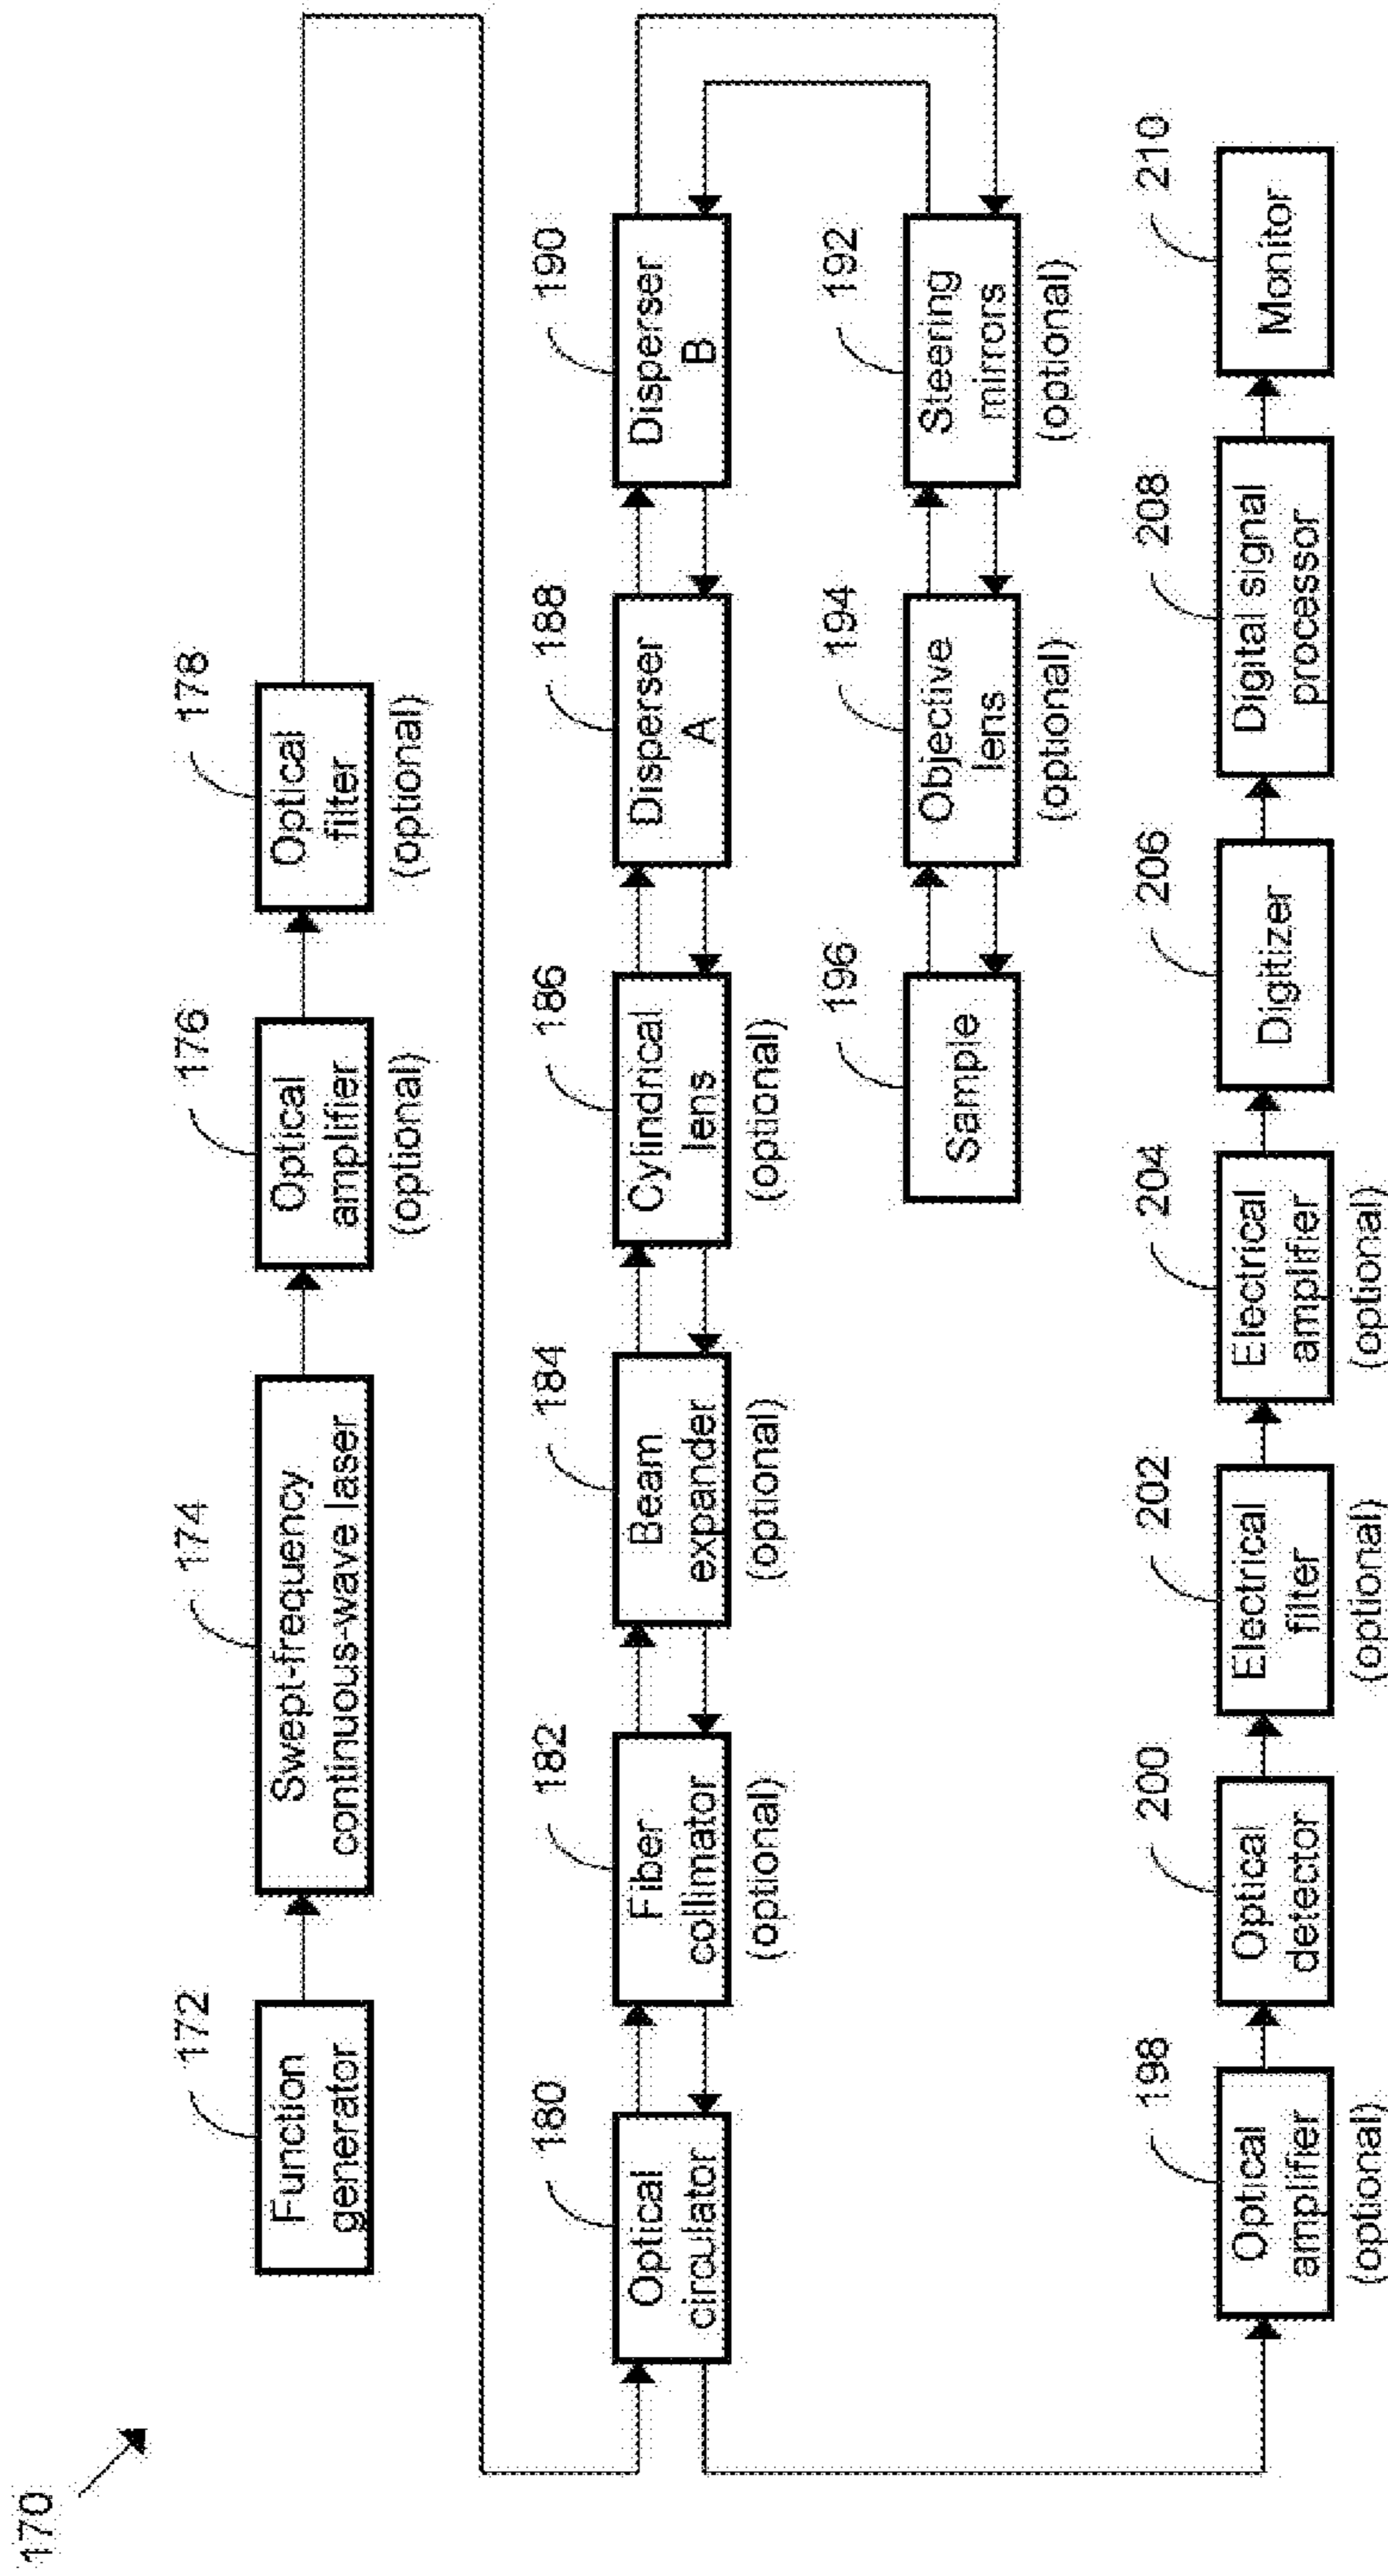 170
172
Function
generator
174
Swept-frequency
continuous-wave laser
176
Optical
amplifier
(optional)
178
Optical
filter
(optional)
180
Optical
circulator
182
Fiber
collimator
(optional)
184
Beam
expander
(optional)
186
Cylindrical
lens
(optional)
188
Disperser
A
190
Disperser
B
196
Sample
194
Objective
lens
(optional)
192
Steering
mirrors
(optional)
198
Optical
amplifier
(optional)
200
Optical
detector
202
Electrical
filter
(optional)
204
Electrical
amplifier
(optional)
206
Digitizer
208
Digital signal
processor
210
Monitor